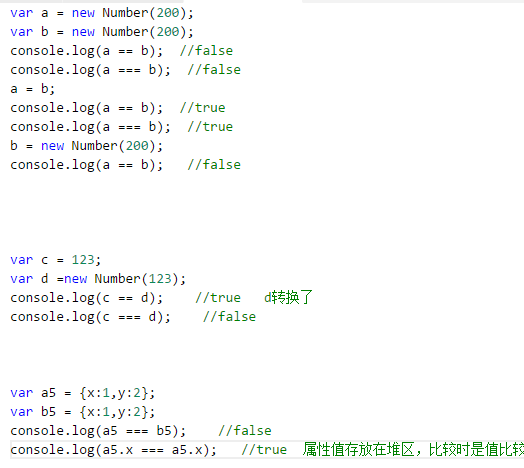 var a = new Number(200);
var b = new Number(200);
console.log(a == b);  //false
console.log(a === b);  //false
a = b;
console.log(a == b);  //true
console.log(a === b);  //true
b = new Number(200);
console.log(a == b);   //false
var c = 123;
var d =new Number(123);
console.log(c == d);    //true   d转换了
console.log(c === d);    //false
var a5 = {x:1,y:2};
var b5 = {x:1,y:2};
console.log(a5 === b5);    //false
console.log(a5.x === a5.x);   //true  属性值存放在堆区，比较时是值比较